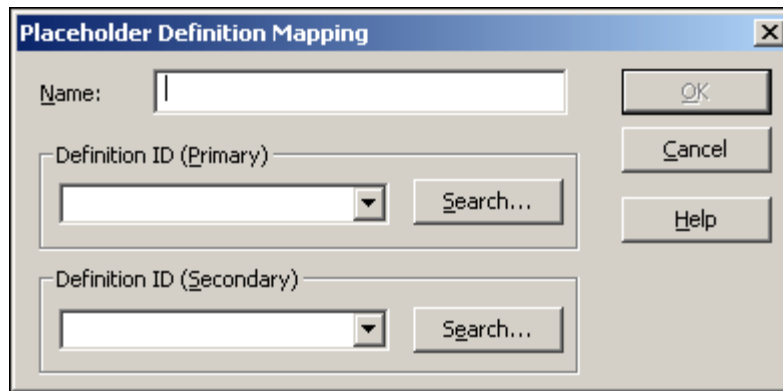 Placeholder Definition Mapping
Name:
OK
Definition ID (Primary)
Cancel
Search...
Help
Definition ID (Secondary)
Search...